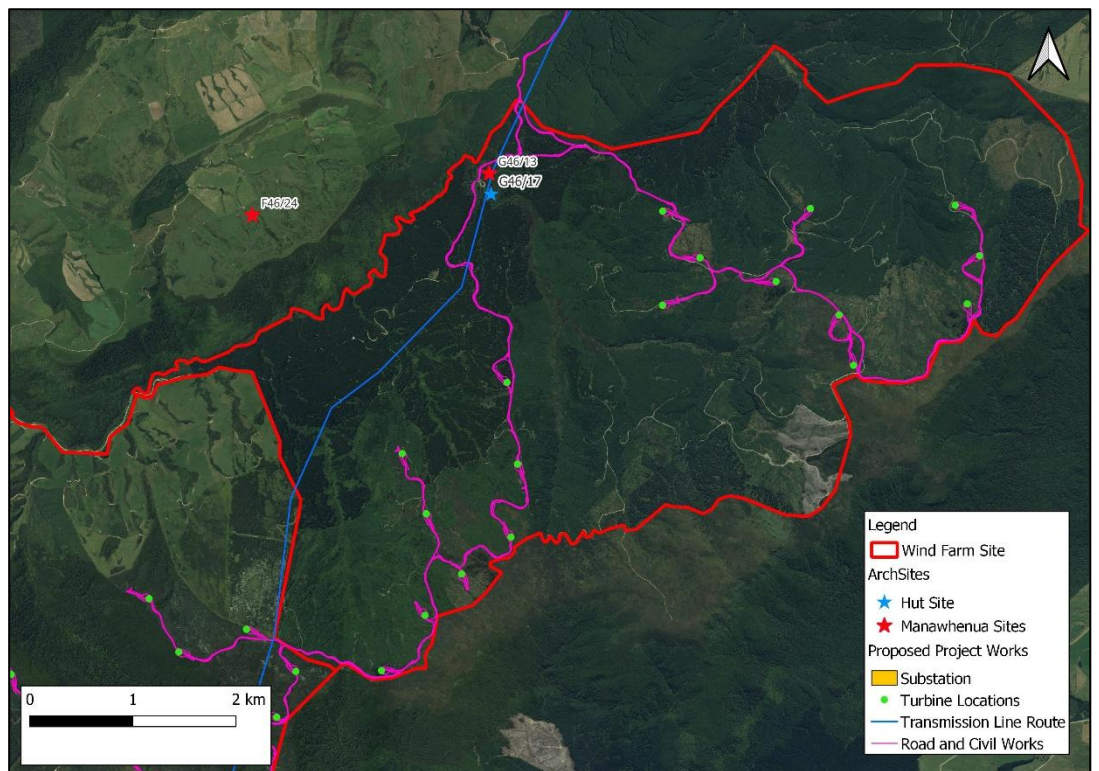 G46/13
G46/17
F46/24
Legend
Wind Farm Site
ArchSites
Hut Site
Manawhenua Sites
Proposed Project Works
Substation
Turbine Locations
Transmission Line Route
Road and Civil Works
0 1 2 km